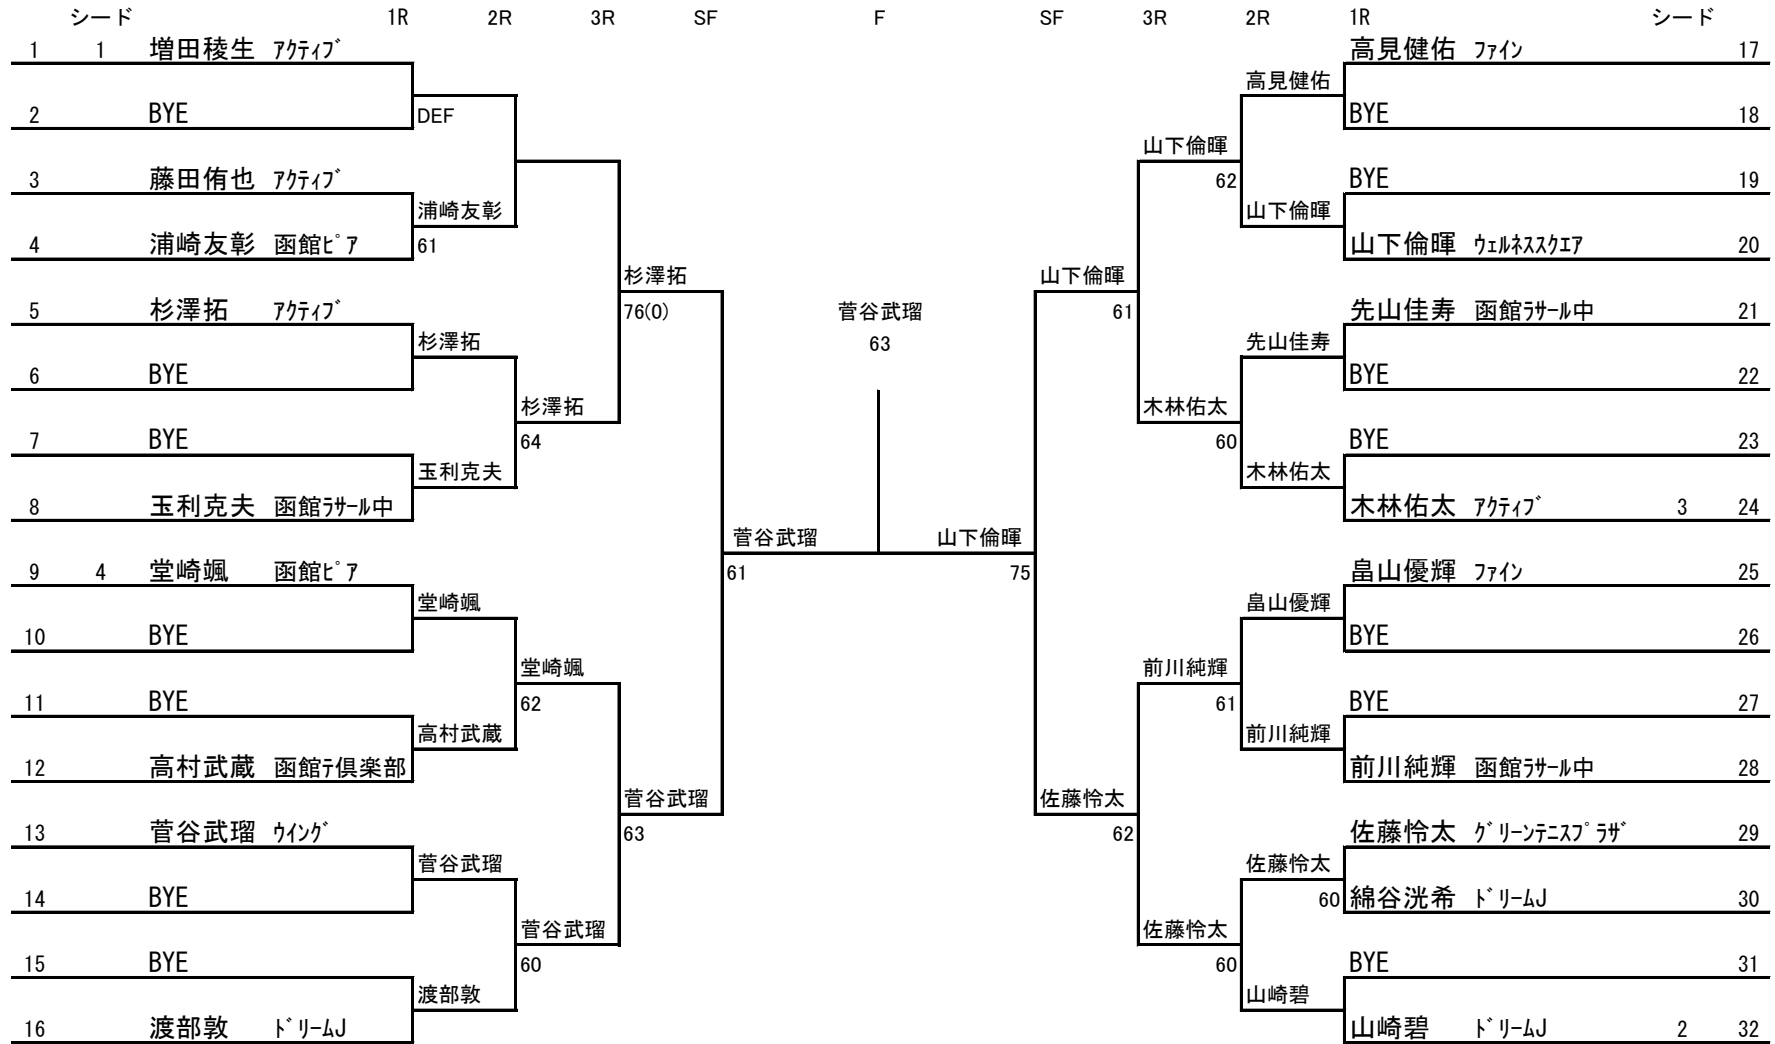 シード 1R 2R 3R SF F SF 3R 2R 1R シード
1 1 増田稜生 ｱｸﾃｨﾌﾞ 高見健佑 ﾌｧｲﾝ 17
高見健佑
2 BYE DEF BYE 18
山下倫暉
3 藤田侑也 ｱｸﾃｨﾌﾞ 62 BYE 19
浦崎友彰 山下倫暉
4 浦崎友彰 函館ﾋﾟｱ 61 山下倫暉 ｳｪﾙﾈｽｽｸｴｱ 20
杉澤拓 山下倫暉
5 杉澤拓 ｱｸﾃｨﾌﾞ 76(0) 菅谷武瑠 61 先山佳寿 函館ﾗｻｰﾙ中 21
杉澤拓 63 先山佳寿
6 BYE BYE 22
杉澤拓 木林佑太
7 BYE 64 60 BYE 23
玉利克夫 木林佑太
8 玉利克夫 函館ﾗｻｰﾙ中 木林佑太 ｱｸﾃｨﾌﾞ 3 24
菅谷武瑠 山下倫暉
9 4 堂崎颯 函館ﾋﾟｱ 61 75 畠山優輝 ﾌｧｲﾝ 25
堂崎颯 畠山優輝
10 BYE BYE 26
堂崎颯 前川純輝
11 BYE 62 61 BYE 27
高村武蔵 前川純輝
12 高村武蔵 函館ﾃ倶楽部 前川純輝 函館ﾗｻｰﾙ中 28
菅谷武瑠 佐藤怜太
13 菅谷武瑠 ｳｲﾝｸﾞ 63 62 佐藤怜太 ｸﾞﾘｰﾝﾃﾆｽﾌﾟﾗｻﾞ 29
菅谷武瑠 佐藤怜太
14 BYE 60 綿谷洸希 ﾄﾞﾘｰﾑJ 30
菅谷武瑠 佐藤怜太
15 BYE 60 60 BYE 31
渡部敦 山崎碧
16 渡部敦 ﾄﾞﾘｰﾑJ 山崎碧 ﾄﾞﾘｰﾑJ 2 32